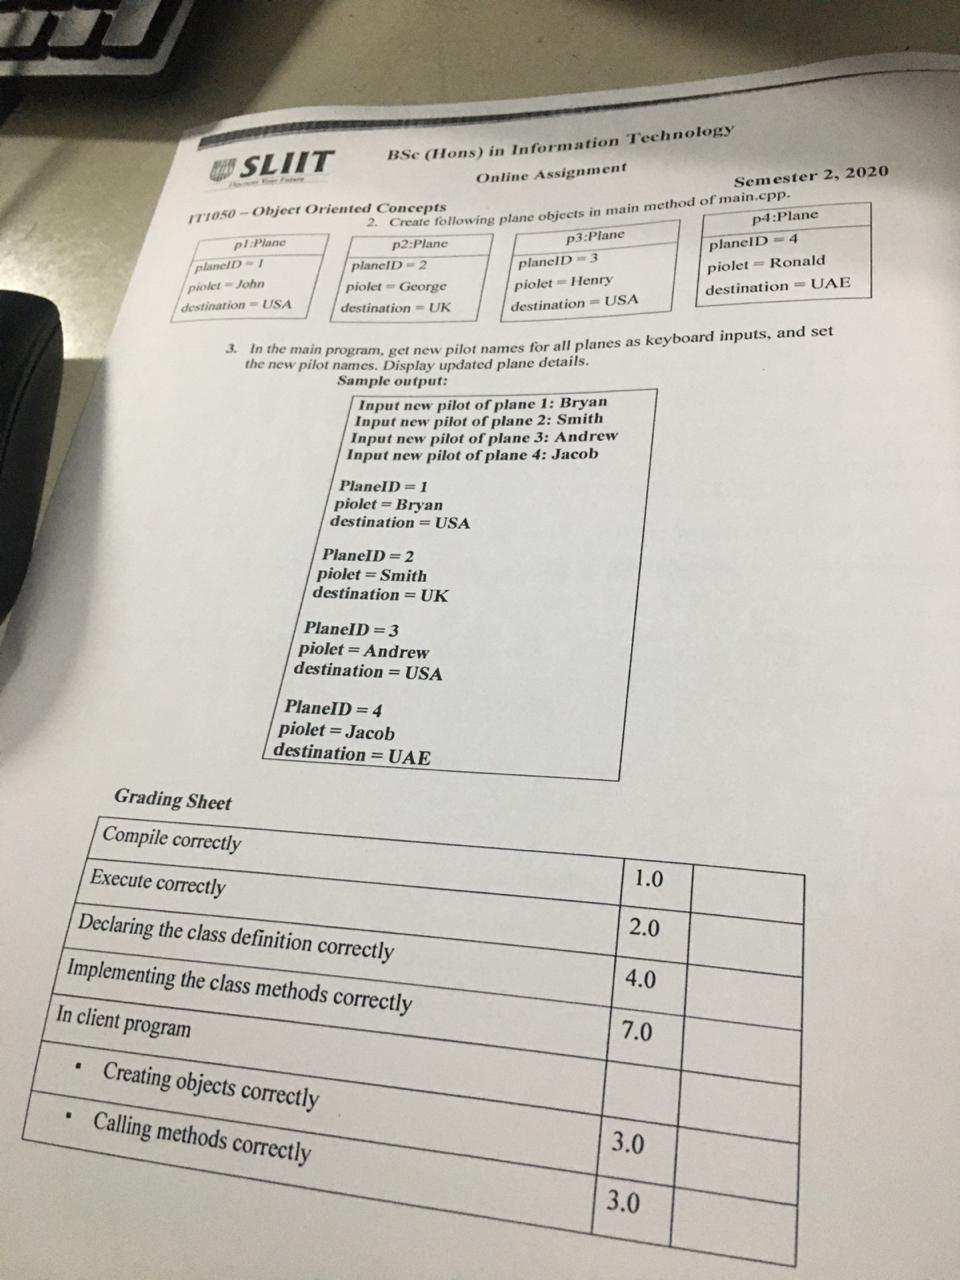 SLIIT
Discover Your Future
BSc (Hons) in Information Technology
Online Assignment
Semester 2, 2020
IT1050 – Object Oriented Concepts
2. Create following plane objects in main method of main.cpp.
p1:Plane
planeID = 1
piolet = John
destination = USA
p2:Plane
planeID = 2
piolet = George
destination = UK
p3:Plane
planeID = 3
piolet = Henry
destination = USA
p4:Plane
planeID = 4
piolet = Ronald
destination = UAE
3. In the main program, get new pilot names for all planes as keyboard inputs, and set
the new pilot names. Display updated plane details.
Sample output:
Input new pilot of plane 1: Bryan
Input new pilot of plane 2: Smith
Input new pilot of plane 3: Andrew
Input new pilot of plane 4: Jacob
PlaneID = 1
piolet = Bryan
destination = USA
PlaneID = 2
piolet = Smith
destination = UK
PlaneID = 3
piolet = Andrew
destination = USA
PlaneID = 4
piolet = Jacob
destination = UAE
Grading Sheet
Compile correctly 1.0
Execute correctly 2.0
Declaring the class definition correctly 4.0
Implementing the class methods correctly 7.0
In client program
▪ Creating objects correctly 3.0
▪ Calling methods correctly 3.0